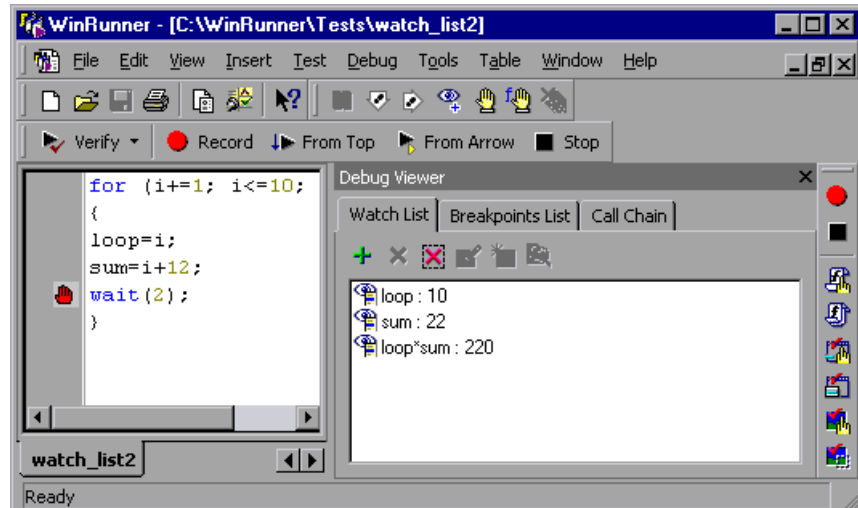 WinRunner - [C:\WinRunner\Tests\watch_list2]
File Edit View Insert Test Debug Tools Table Window Help
Verify Record From Top From Arrow Stop
for (i+=1; i<=10;
{
loop=i;
sum=i+12;
wait(2);
}
Debug Viewer
Watch List Breakpoints List Call Chain
loop : 10
sum : 22
loop*sum : 220
watch_list2
Ready